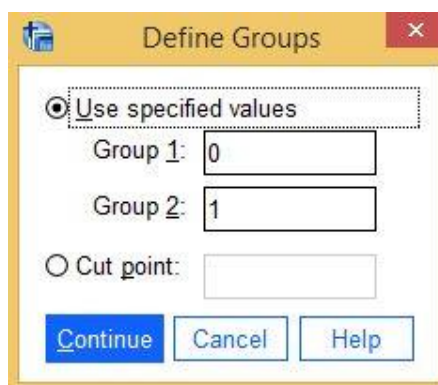 Define Groups
Use specified values
Group 1: 0
Group 2: 1
Cut point:
Continue Cancel Help